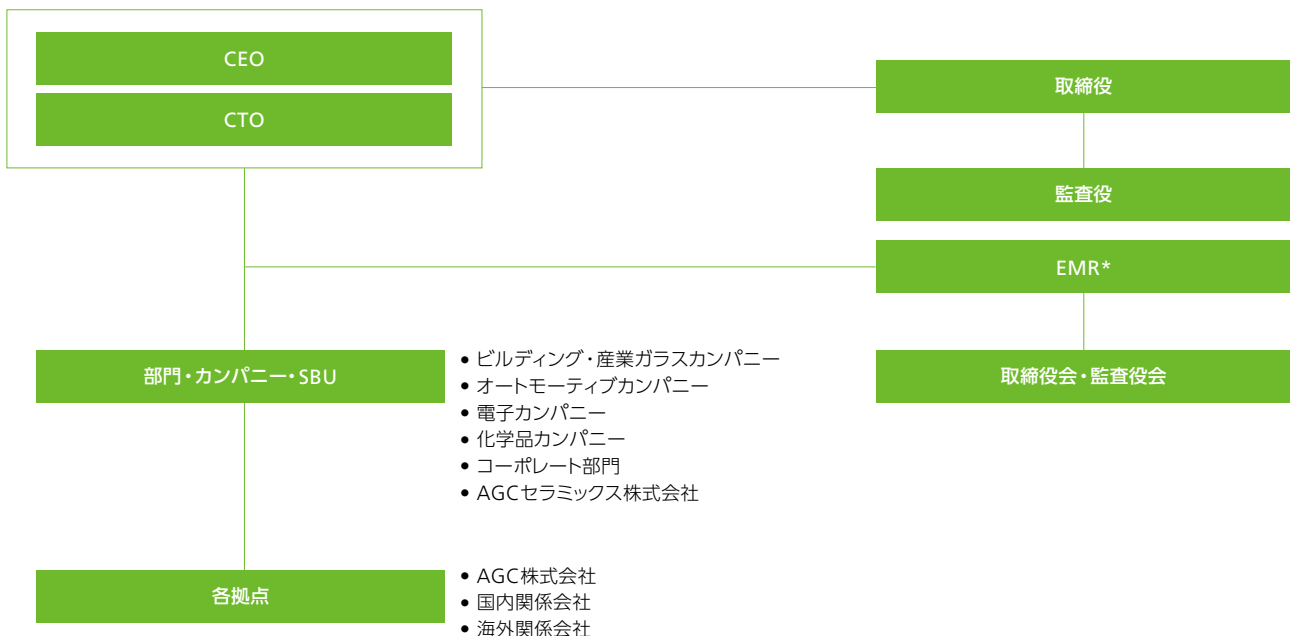 CEO
CTO
取締役
監査役
EMR*
部門・カンパニー・SBU
• ビルディング・産業ガラスカンパニー
• オートモーティブカンパニー
• 電子カンパニー
• 化学品カンパニー
• コーポレート部門
• AGCセラミックス株式会社
取締役会・監査役会
各拠点
• AGC株式会社
• 国内関係会社
• 海外関係会社